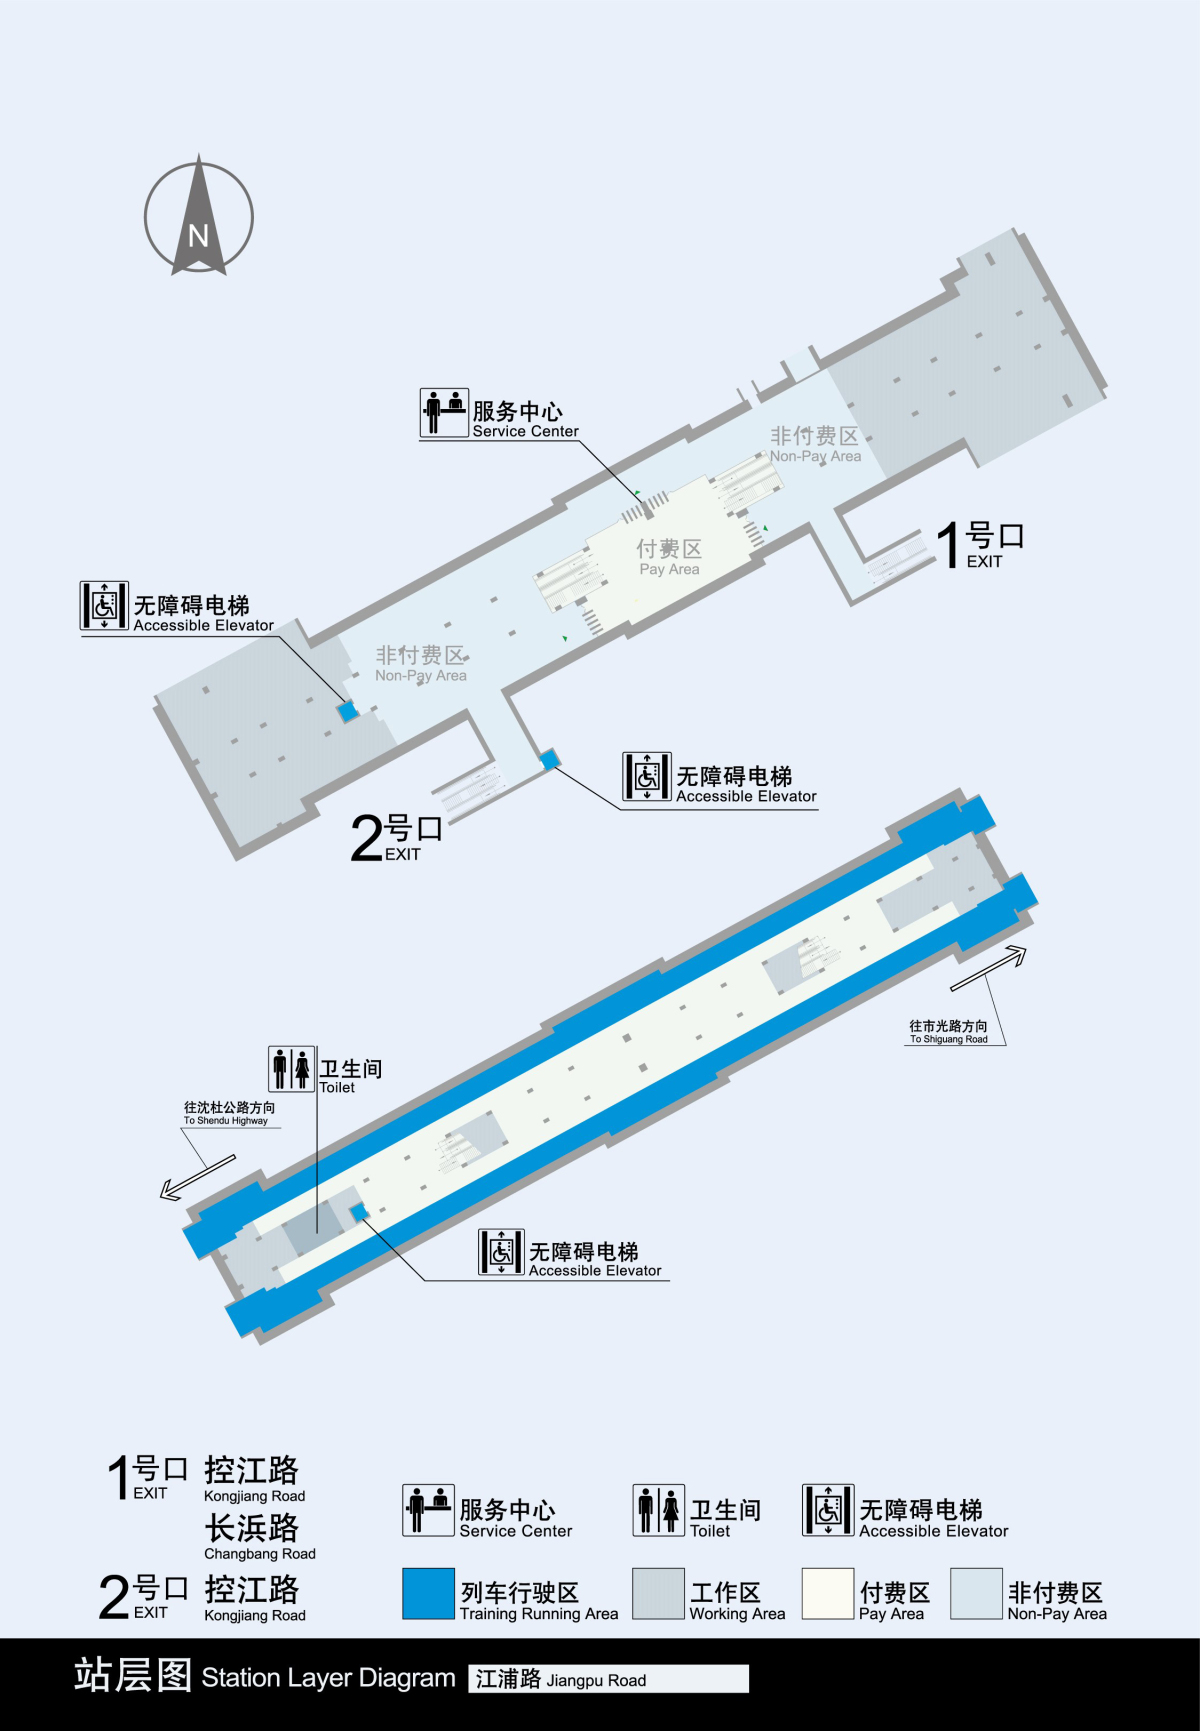 N
服务中心
Service Center
非付费区
Non-Pay Area
付费区
Pay Area
1号口
EXIT
无障碍电梯
Accessible Elevator
非付费区
Non-Pay Area
无障碍电梯
Accessible Elevator
2号口
EXIT
往市光路方向
To Shiguang Road
卫生间
Toilet
往沈杜公路方向
To Shendu Highway
无障碍电梯
Accessible Elevator
1号口 控江路
EXIT Kongjiang Road
长浜路
Changbang Road
2号口 控江路
EXIT Kongjiang Road
服务中心
Service Center
卫生间
Toilet
无障碍电梯
Accessible Elevator
列车行驶区
Training Running Area
工作区
Working Area
付费区
Pay Area
非付费区
Non-Pay Area
站层图 Station Layer Diagram 江浦路 Jiangpu Road